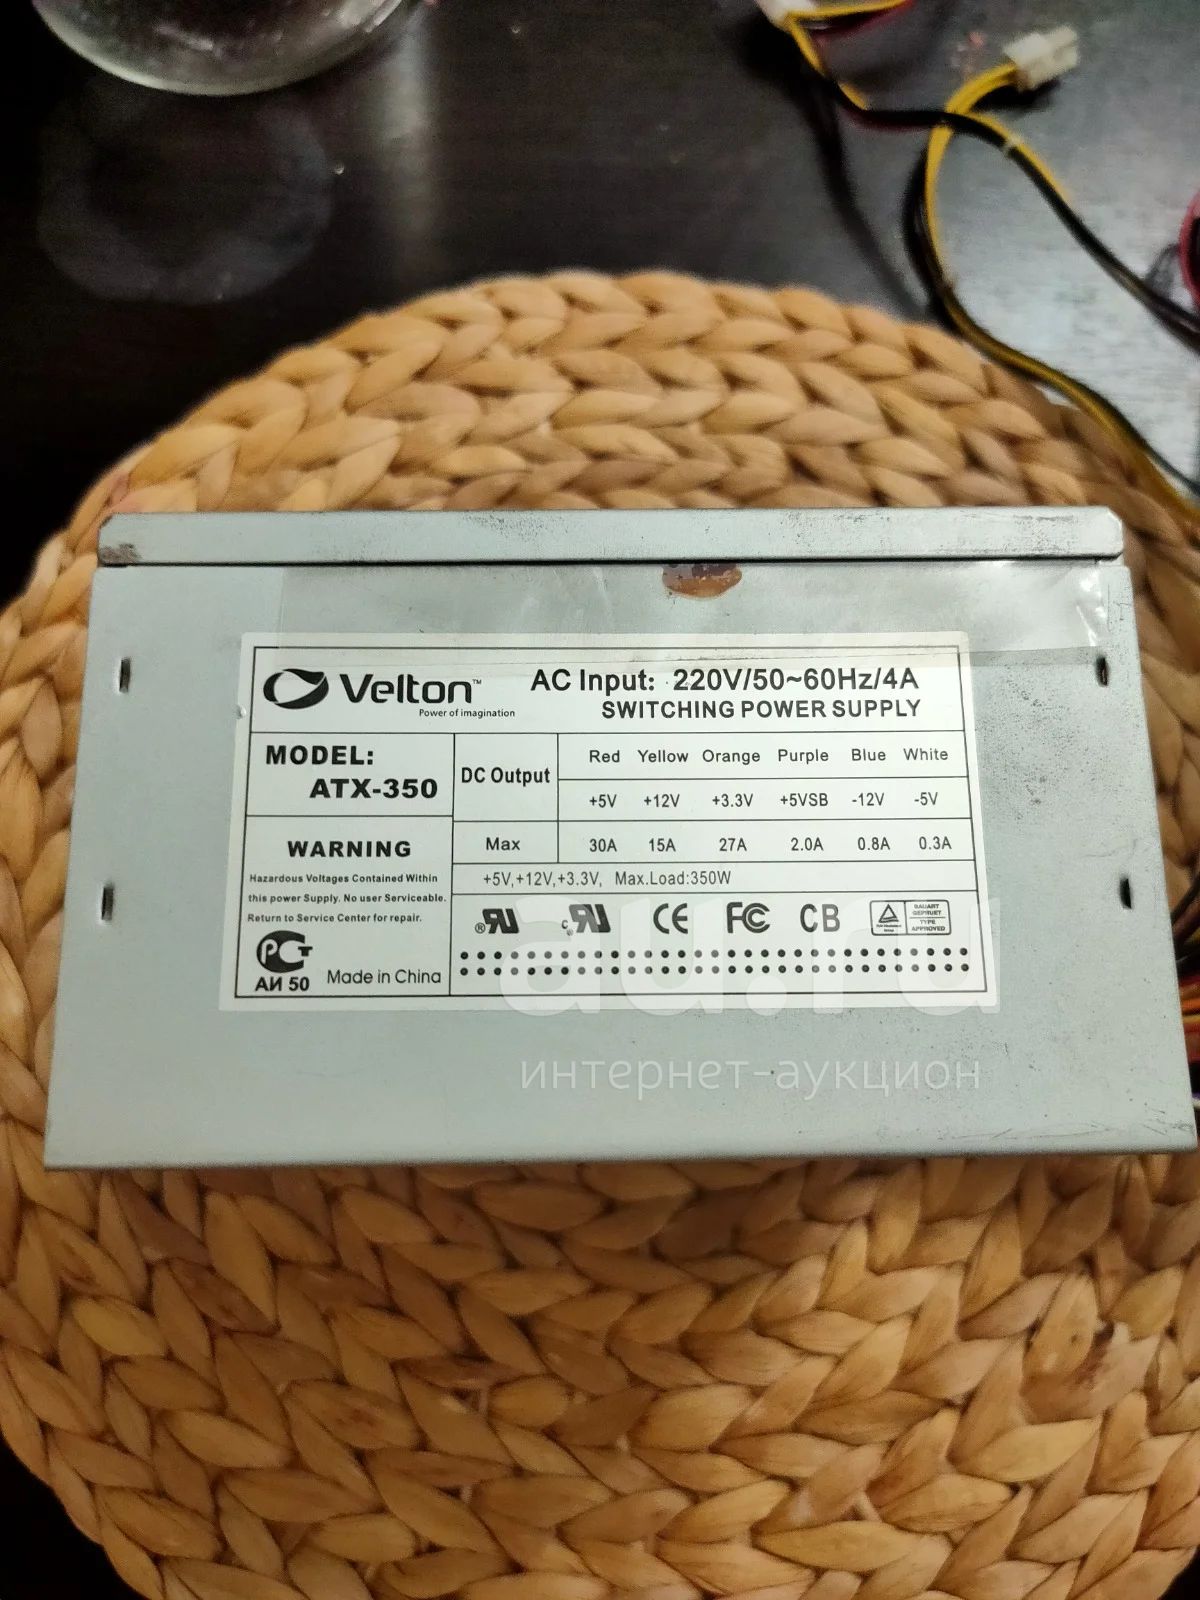 Velton™
Power of imagination
AC Input: 220V/50~60Hz/4A
SWITCHING POWER SUPPLY
MODEL:
ATX-350
DC Output
Red Yellow Orange Purple Blue White
+5V +12V +3.3V +5VSB -12V -5V
Max 30A 15A 27A 2.0A 0.8A 0.3A
+5V,+12V,+3.3V, Max.Load:350W
WARNING
Hazardous Voltages Contained Within
this power Supply. No user Serviceable.
Return to Service Center for repair.
АИ 50 Made in China
CE FC CB
BAUART
GEPRUET
TYPE
APPROVED
au.ru
интернет-аукцион